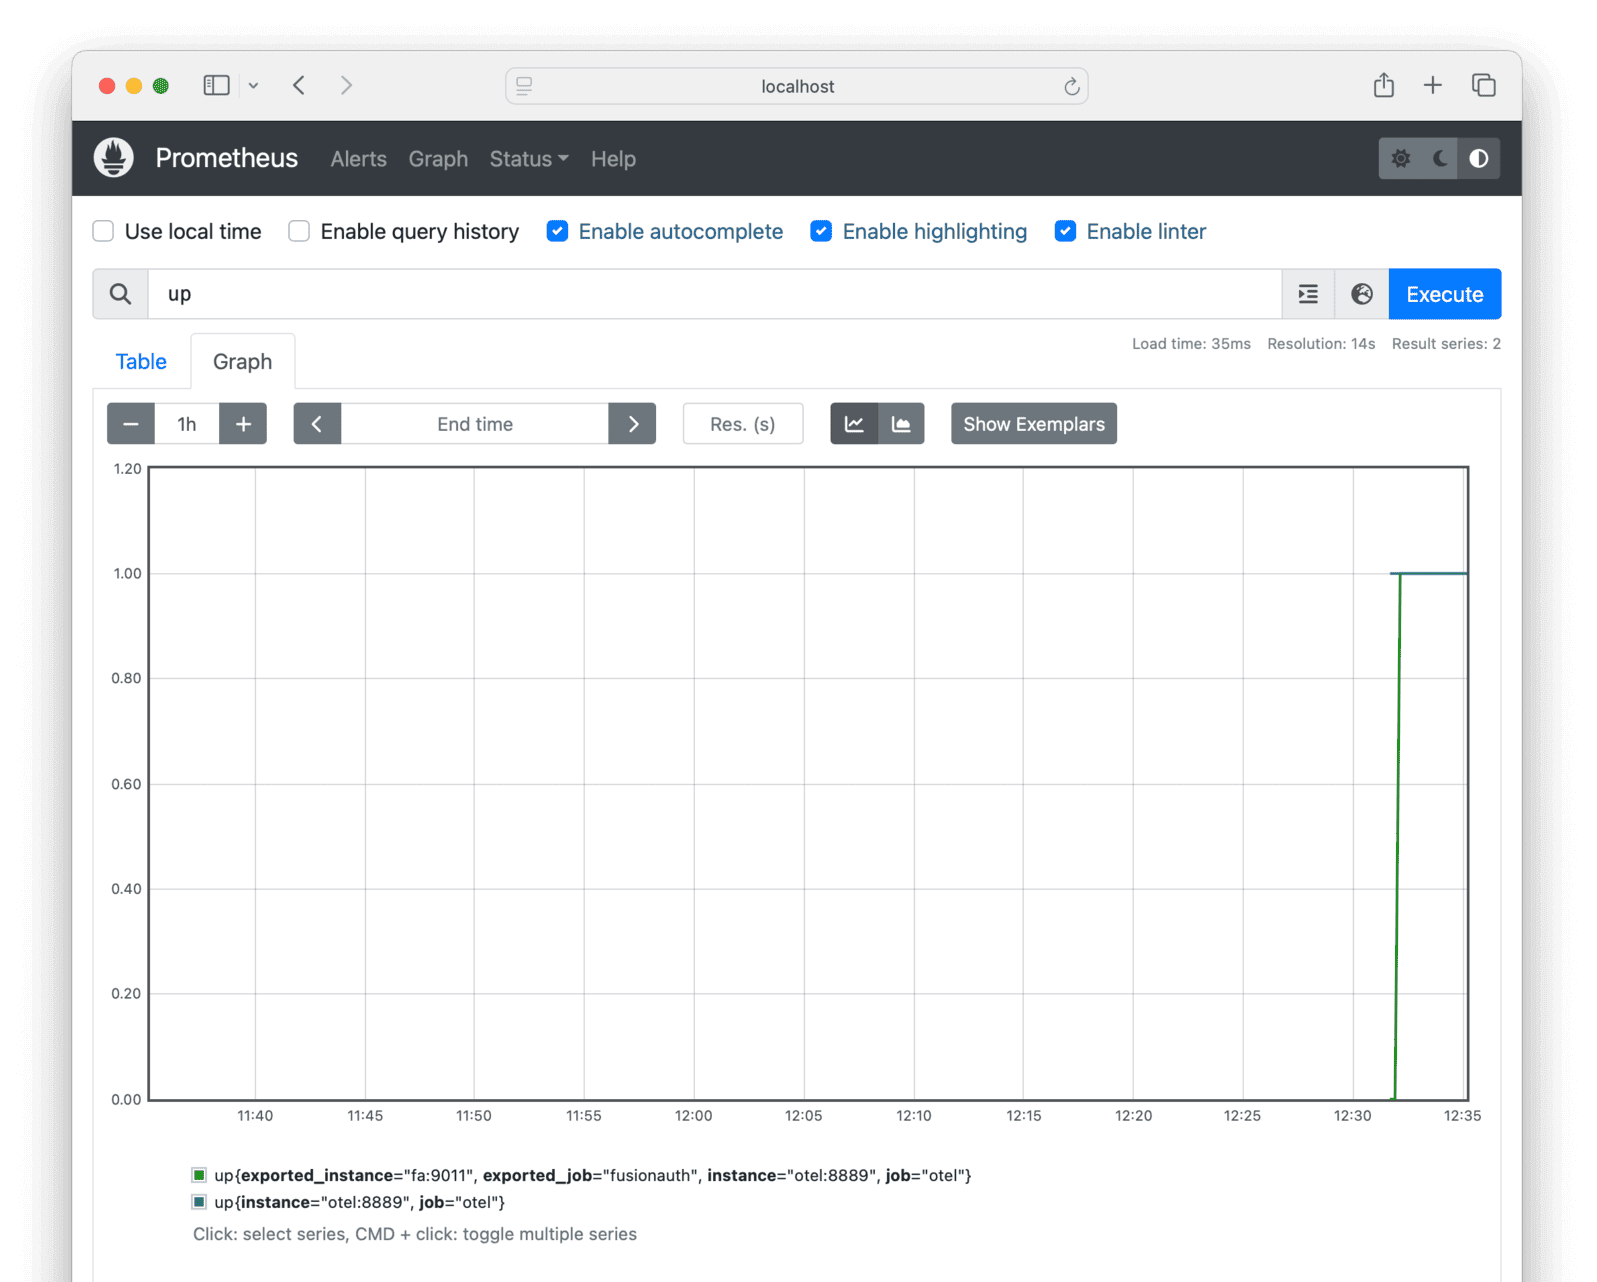 localhost
Prometheus Alerts Graph Status Help
Use local time Enable query history Enable autocomplete Enable highlighting Enable linter
up Execute
Load time: 35ms Resolution: 14s Result series: 2
Table Graph
− 1h + End time Res. (s) Show Exemplars
1.20
1.00
0.80
0.60
0.40
0.20
0.00
11:40 11:45 11:50 11:55 12:00 12:05 12:10 12:15 12:20 12:25 12:30 12:35
up{exported_instance="fa:9011", exported_job="fusionauth", instance="otel:8889", job="otel"}
up{instance="otel:8889", job="otel"}
Click: select series, CMD + click: toggle multiple series